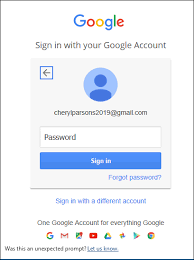 Google
Sign in with your Google Account
cherylparsons2019@gmail.com
Password
Sign in
Forgot password?
Sign in with a different account
One Google Account for everything Google
Was this an unexpected prompt? Let us know.